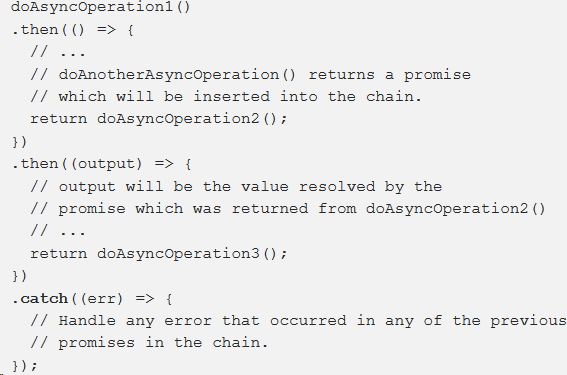 doAsyncOperation1()
.then(() => {
  // ...
  // doAnotherAsyncOperation() returns a promise
  // which will be inserted into the chain.
  return doAsyncOperation2();
})
.then((output) => {
  // output will be the value resolved by the
  // promise which was returned from doAsyncOperation2()
  // ...
  return doAsyncOperation3();
})
.catch((err) => {
  // Handle any error that occurred in any of the previous
  // promises in the chain.
});